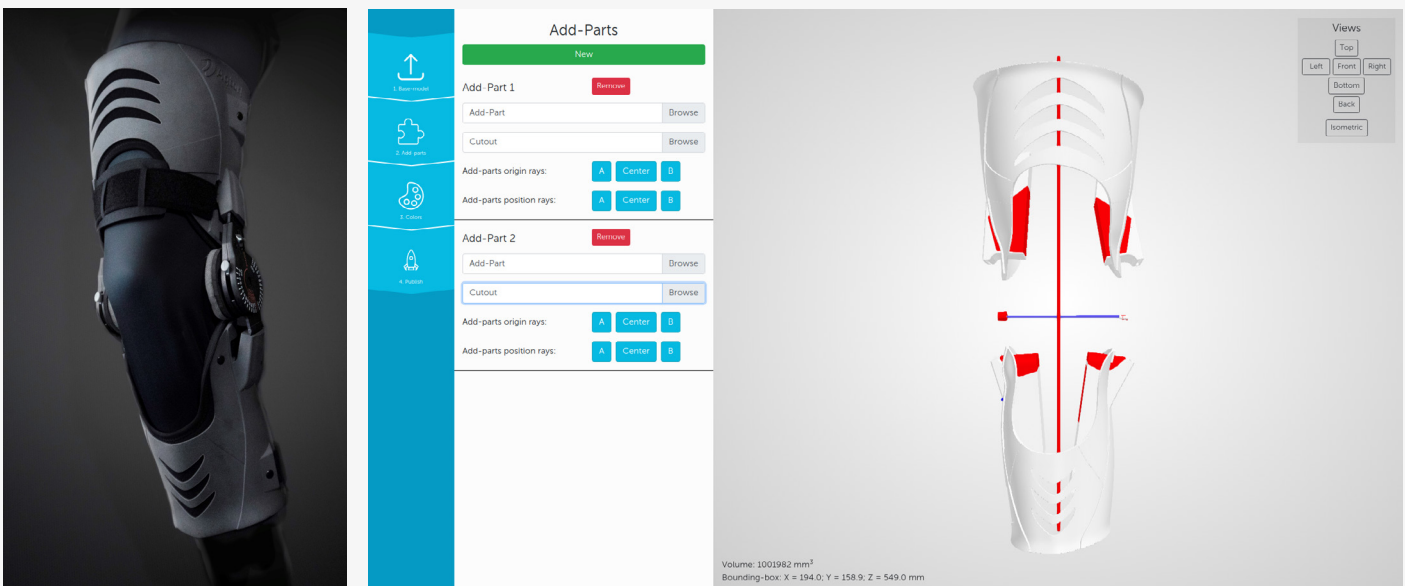 1. Base-model
2. Add parts
3. Colors
4. Publish
Add-Parts
New
Add-Part 1 Remove
Add-Part Browse
Cutout Browse
Add-parts origin rays: A Center B
Add-parts position rays: A Center B
Add-Part 2 Remove
Add-Part Browse
Cutout Browse
Add-parts origin rays: A Center B
Add-parts position rays: A Center B
Views
Top
Left Front Right
Bottom
Back
Isometric
Volume: 1001982 mm³
Bounding-box: X = 194.0; Y = 158.9; Z = 549.0 mm